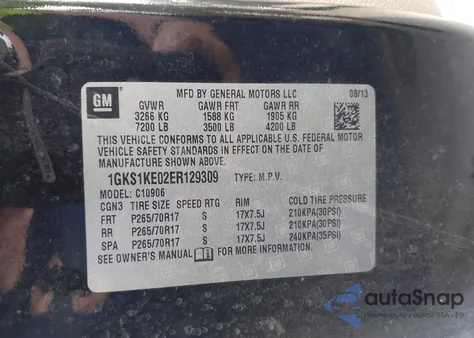 GM
MFD BY GENERAL MOTORS LLC 08/13
GVWR GAWR FRT GAWR RR
3266 KG 1588 KG 1905 KG
7200 LB 3500 LB 4200 LB
THIS VEHICLE CONFORMS TO ALL APPLICABLE U.S. FEDERAL MOTOR
VEHICLE SAFETY STANDARDS IN EFFECT ON THE DATE OF
MANUFACTURE SHOWN ABOVE.
1GKS1KE02ER129309 TYPE: M.P.V.
MODEL: C10906
CGN3 TIRE SIZE SPEED RTG RIM COLD TIRE PRESSURE
FRT P265/70R17 S 17X7.5J 210KPA(30PSI)
RR P265/70R17 S 17X7.5J 210KPA(30PSI)
SPA P265/70R17 S 17X7.5J 240KPA(35PSI)
SEE OWNER'S MANUAL FOR MORE INFORMATION.
autoSnap